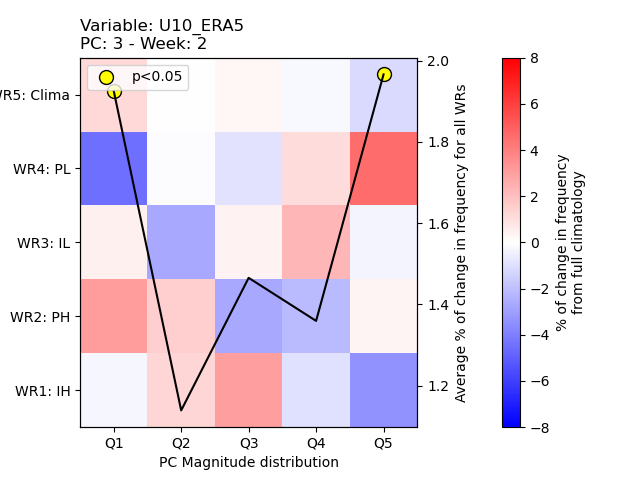 Variable: U10_ERA5
PC: 3 - Week: 2
p<0.05
WR5: Clima
WR4: PL
WR3: IL
WR2: PH
WR1: IH
Q1 Q2 Q3 Q4 Q5
PC Magnitude distribution
2.0
1.8
1.6
1.4
1.2
Average % of change in frequency for all WRs
8
6
4
2
0
−2
−4
−6
−8
% of change in frequency
from full climatology